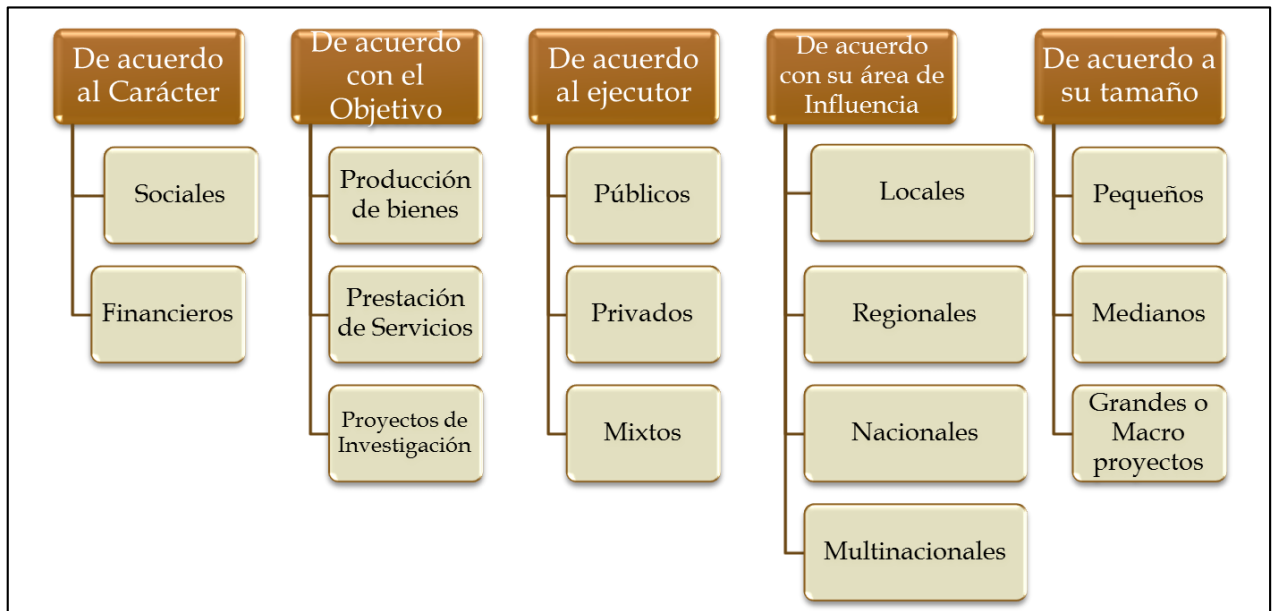 De acuerdo
al Carácter
Sociales
Financieros
De acuerdo
con el
Objetivo
Producción
de bienes
Prestación
de Servicios
Proyectos de
Investigación
De acuerdo
al ejecutor
Públicos
Privados
Mixtos
De acuerdo
con su área de
Influencia
Locales
Regionales
Nacionales
Multinacionales
De acuerdo a
su tamaño
Pequeños
Medianos
Grandes o
Macro
proyectos